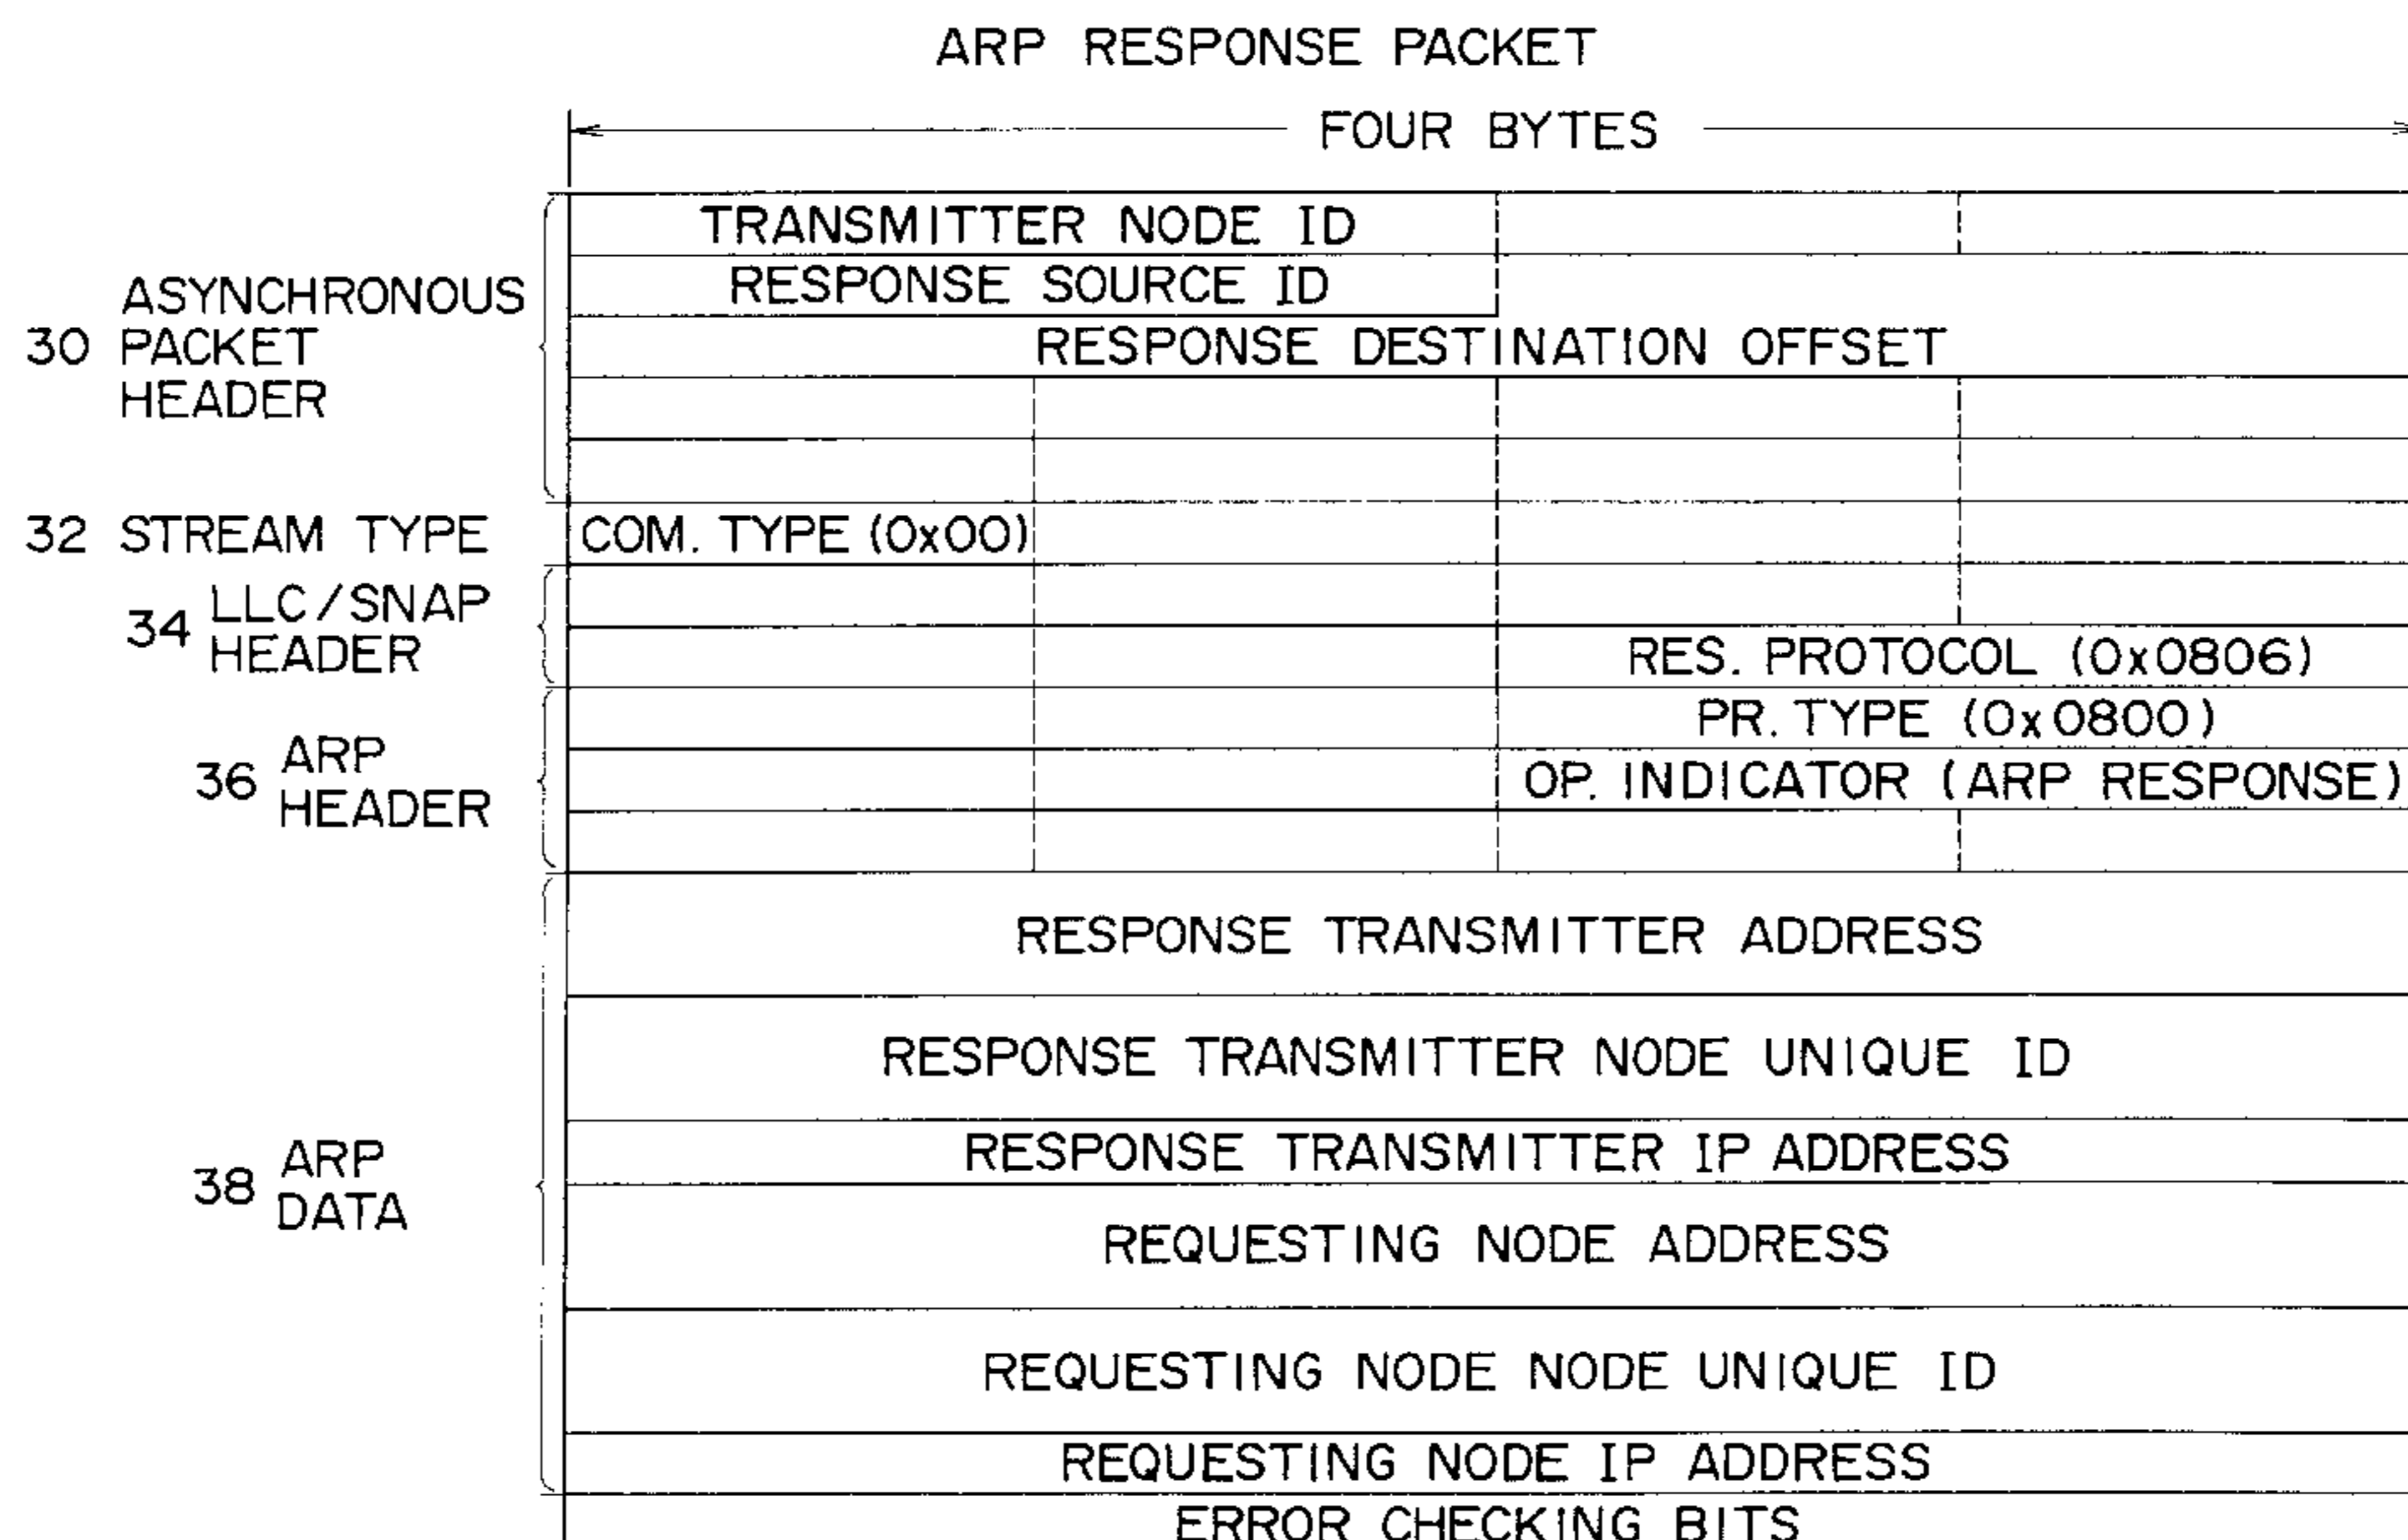 ARP RESPONSE PACKET
FOUR BYTES
TRANSMITTER NODE ID
RESPONSE SOURCE ID
30 ASYNCHRONOUS
PACKET
HEADER
RESPONSE DESTINATION OFFSET
32 STREAM TYPE
COM. TYPE (0x00)
34 LLC/SNAP
HEADER
RES. PROTOCOL (0x0806)
36 ARP
HEADER
PR. TYPE (0x0800)
OP. INDICATOR (ARP RESPONSE)
38 ARP
DATA
RESPONSE TRANSMITTER ADDRESS
RESPONSE TRANSMITTER NODE UNIQUE ID
RESPONSE TRANSMITTER IP ADDRESS
REQUESTING NODE ADDRESS
REQUESTING NODE NODE UNIQUE ID
REQUESTING NODE IP ADDRESS
ERROR CHECKING BITS